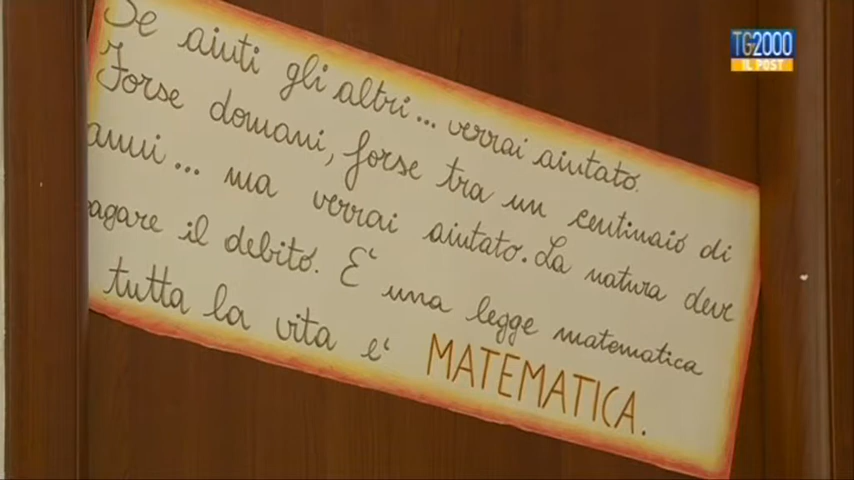 Se aiuti gli altri... verrai aiutato.
Forse domani, forse tra un centinaio di
anni... ma verrai aiutato. La natura deve
pagare il debito. E' una legge matematica
tutta la vita e' MATEMATICA.
TG2000
IL POST